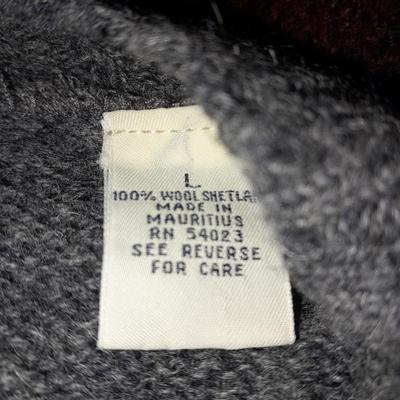 L
100% WOOL SHETLA
MADE IN
MAURITIUS
RN 54023
SEE REVERSE
FOR CARE